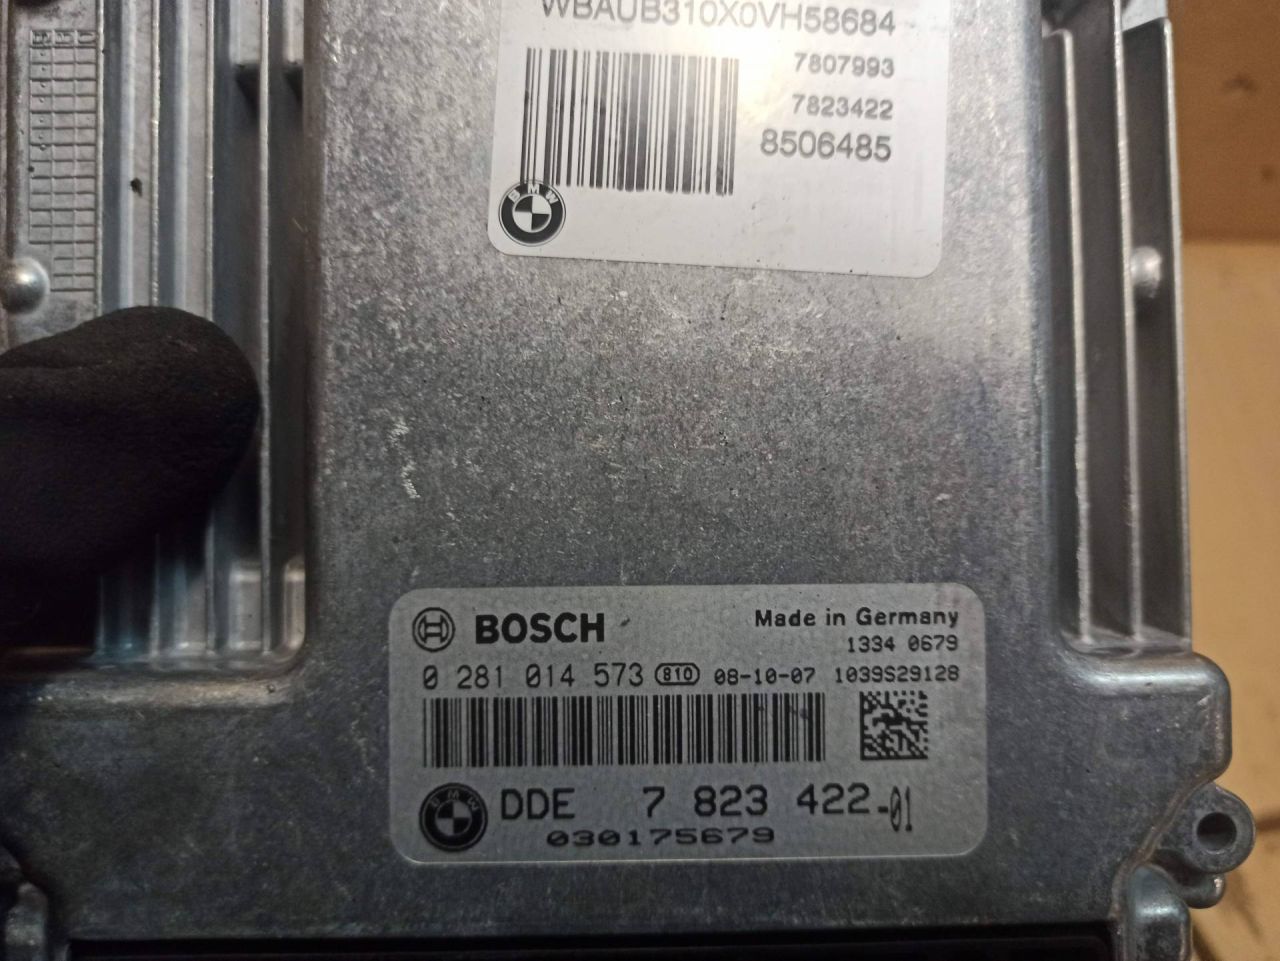 WBAUB310X0VH58684
7807993
7823422
8506485
BMW
BOSCH
Made in Germany
1334 0679
0 281 014 573 810 08-10-07 1039S29128
BMW DDE 7 823 422-01
030175679